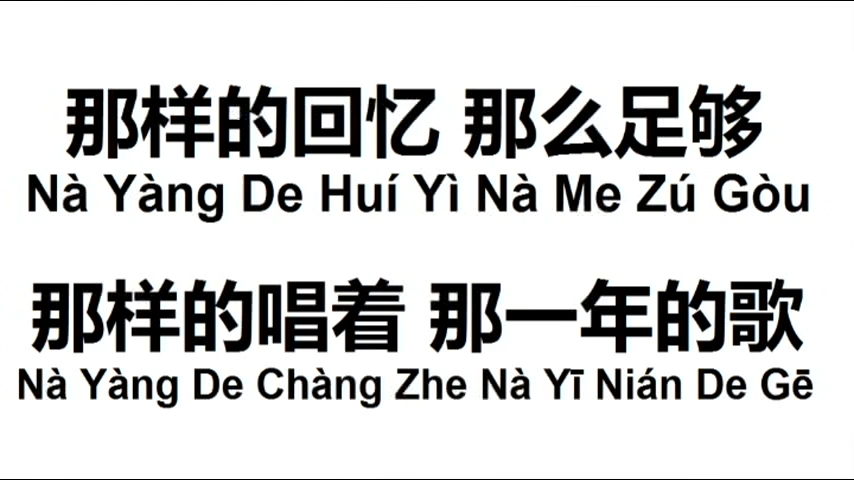 那样的回忆 那么足够
Nà Yàng De Huí Yì Nà Me Zú Gòu
那样的唱着 那一年的歌
Nà Yàng De Chàng Zhe Nà Yī Nián De Gē